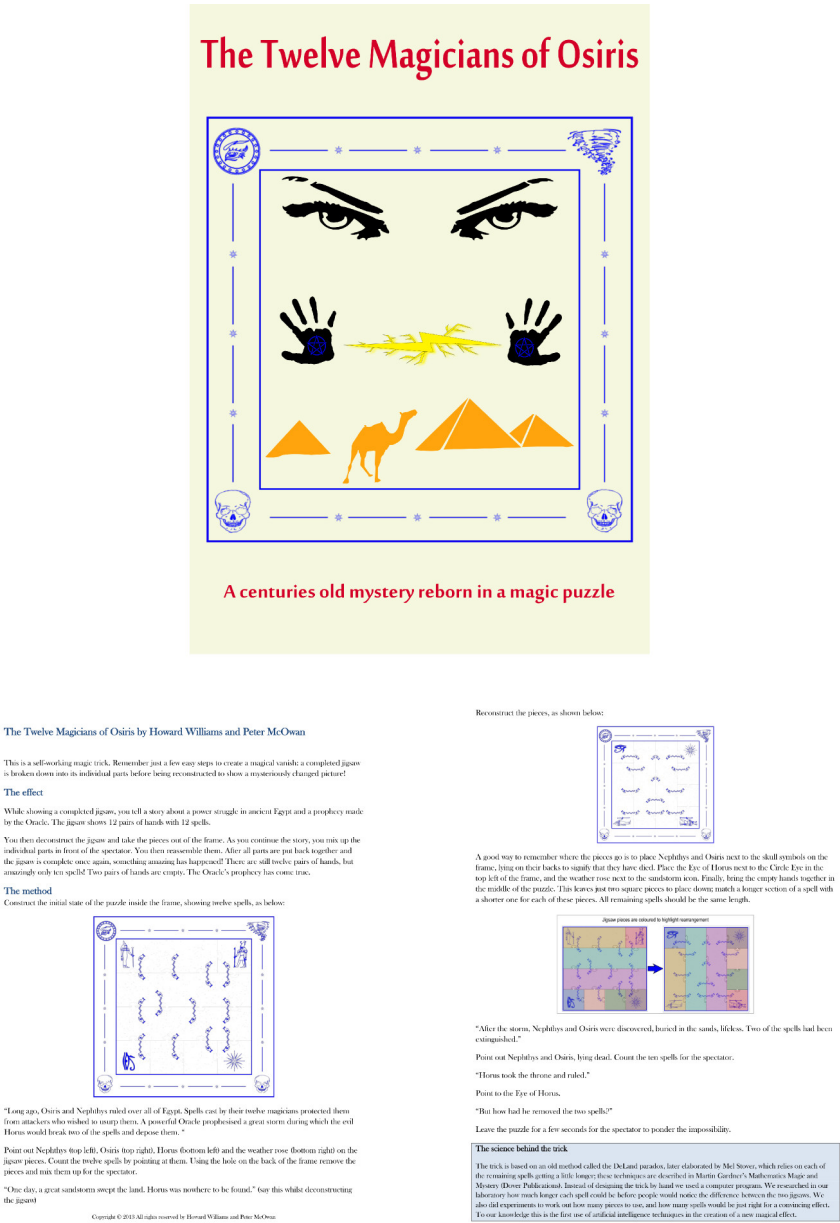 The Twelve Magicians of Osiris
A centuries old mystery reborn in a magic puzzle
The Twelve Magicians of Osiris by Howard Williams and Peter McOwan
This is a self-working magic trick. Remember just a few easy steps to create a magical vanish: a completed jigsaw
is broken down into its individual parts before being reconstructed to show a mysteriously changed picture!
The effect
While showing a completed jigsaw, you tell a story about a power struggle in ancient Egypt and a prophecy made
by the Oracle. The jigsaw shows 12 pairs of hands with 12 spells.
You then deconstruct the jigsaw and take the pieces out of the frame. As you continue the story, you mix up the
individual parts in front of the spectator. You then reassemble them. After all parts are put back together and
the jigsaw is complete once again, something amazing has happened! There are still twelve pairs of hands, but
amazingly only ten spells! Two pairs of hands are empty. The Oracle's prophecy has come true.
The method
Construct the initial state of the puzzle inside the frame, showing twelve spells, as below:
"Long ago, Osiris and Nephthys ruled over all of Egypt. Spells cast by their twelve magicians protected them
from attackers who wished to usurp them. A powerful Oracle prophesised a great storm during which the evil
Horus would break two of the spells and depose them. "
Point out Nephthys (top left), Osiris (top right), Horus (bottom left) and the weather rose (bottom right) on the
jigsaw pieces. Count the twelve spells by pointing at them. Using the hole on the back of the frame remove the
pieces and mix them up for the spectator.
"One day, a great sandstorm swept the land. Horus was nowhere to be found." (say this whilst deconstructing
the jigsaw)
Copyright © 2013 All rights reserved by Howard Williams and Peter McOwan
Reconstruct the pieces, as shown below:
A good way to remember where the pieces go is to place Nephthys and Osiris next to the skull symbols on the
frame, lying on their backs to signify that they have died. Place the Eye of Horus next to the Circle Eye in the
top left of the frame, and the weather rose next to the sandstorm icon. Finally, bring the empty hands together in
the middle of the puzzle. This leaves just two square pieces to place down; match a longer section of a spell with
a shorter one for each of these pieces. All remaining spells should be the same length.
Jigsaw pieces are coloured to highlight rearrangement
"After the storm, Nephthys and Osiris were discovered, buried in the sands, lifeless. Two of the spells had been
extinguished."
Point out Nephthys and Osiris, lying dead. Count the ten spells for the spectator.
"Horus took the throne and ruled."
Point to the Eye of Horus.
"But how had he removed the two spells?"
Leave the puzzle for a few seconds for the spectator to ponder the impossibility.
The science behind the trick
The trick is based on an old method called the DeLand paradox, later elaborated by Mel Stover, which relies on each of
the remaining spells getting a little longer; these techniques are described in Martin Gardner's Mathematics Magic and
Mystery (Dover Publications). Instead of designing the trick by hand we used a computer program. We researched in our
laboratory how much longer each spell could be before people would notice the difference between the two jigsaws. We
also did experiments to work out how many pieces to use, and how many spells would be just right for a convincing effect.
To our knowledge this is the first use of artificial intelligence techniques in the creation of a new magical effect.